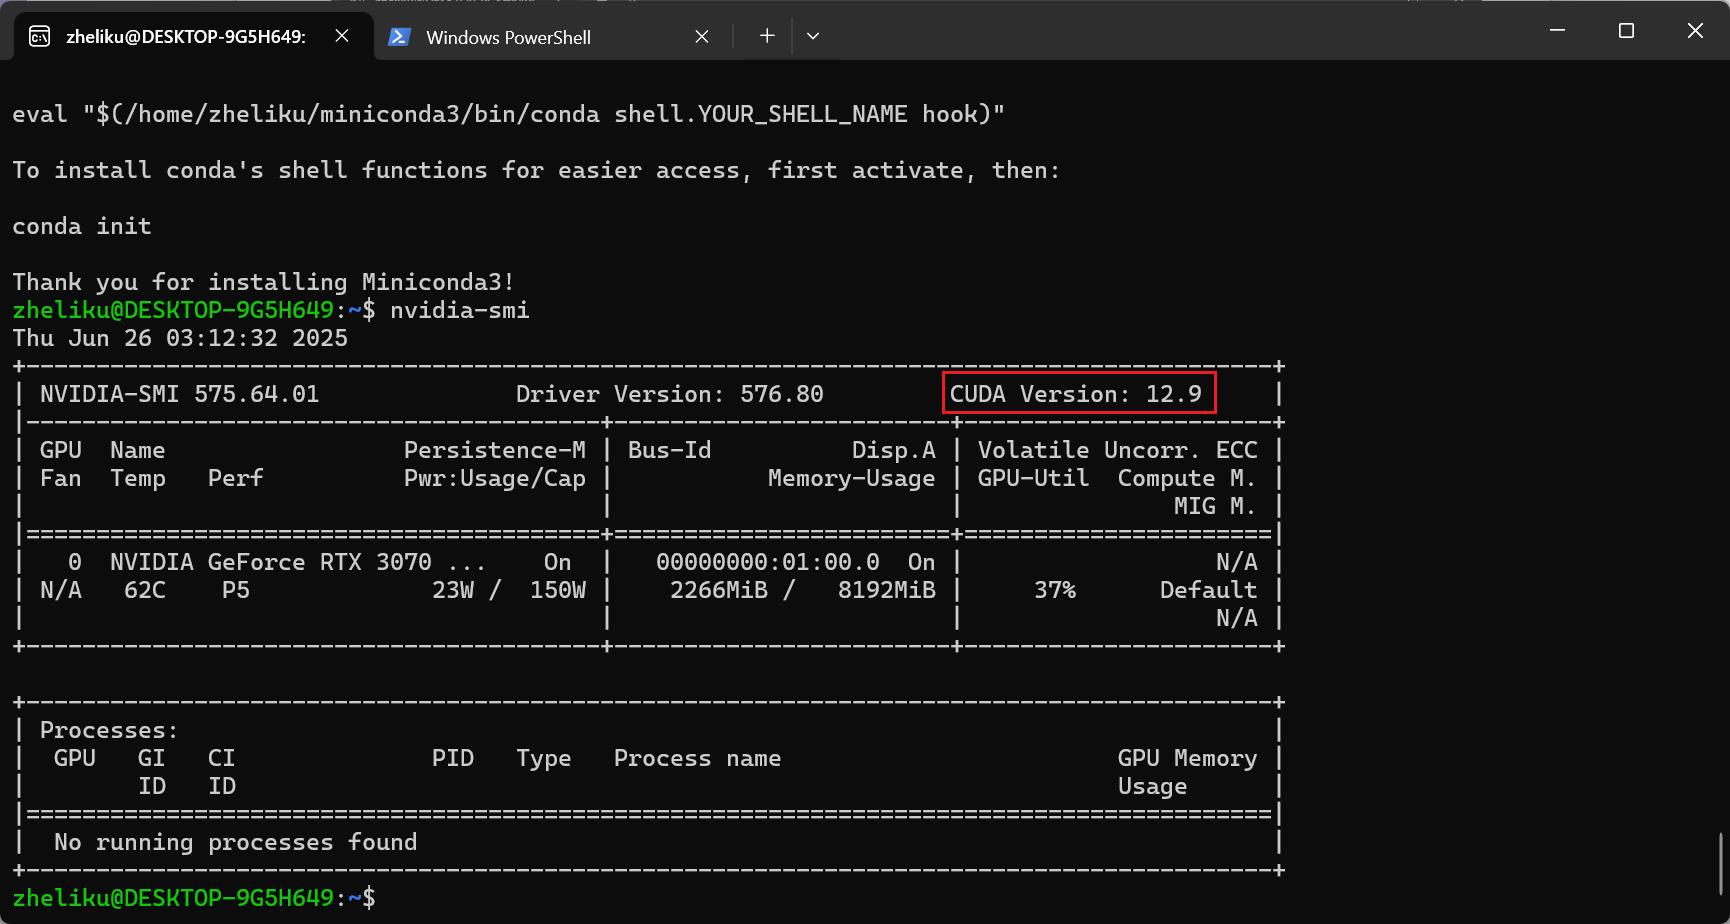 zheliku@DESKTOP-9G5H649: Windows PowerShell
eval "$(/home/zheliku/miniconda3/bin/conda shell.YOUR_SHELL_NAME hook)"
To install conda's shell functions for easier access, first activate, then:
conda init
Thank you for installing Miniconda3!
zheliku@DESKTOP-9G5H649:~$ nvidia-smi
Thu Jun 26 03:12:32 2025
+-----------------------------------------------------------------------------------------+
| NVIDIA-SMI 575.64.01              Driver Version: 576.80         CUDA Version: 12.9     |
|-----------------------------------------+------------------------+----------------------+
| GPU  Name                 Persistence-M | Bus-Id          Disp.A | Volatile Uncorr. ECC |
| Fan  Temp   Perf          Pwr:Usage/Cap |           Memory-Usage | GPU-Util  Compute M. |
|                                         |                        |               MIG M. |
|=========================================+========================+======================|
|   0  NVIDIA GeForce RTX 3070 ...    On  |   00000000:01:00.0  On |                  N/A |
| N/A   62C    P5               23W /  150W |    2266MiB /   8192MiB |     37%      Default |
|                                         |                        |                  N/A |
+-----------------------------------------+------------------------+----------------------+
+-----------------------------------------------------------------------------------------+
| Processes:                                                                              |
|  GPU   GI   CI              PID   Type   Process name                        GPU Memory |
|        ID   ID                                                               Usage      |
|=========================================================================================|
|  No running processes found                                                             |
+-----------------------------------------------------------------------------------------+
zheliku@DESKTOP-9G5H649:~$